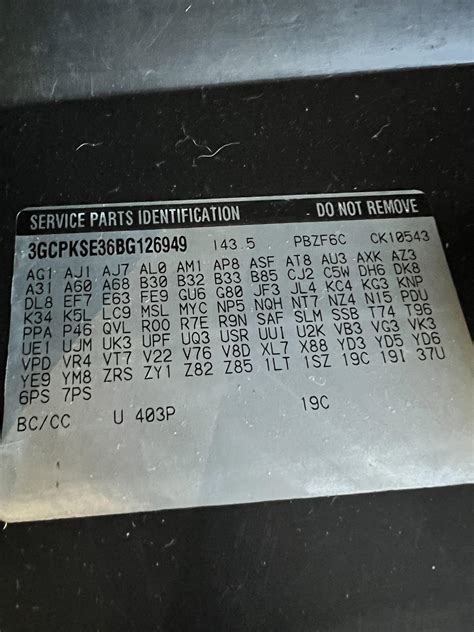 SERVICE PARTS IDENTIFICATION DO NOT REMOVE
3GCPKSE36BG126949 143.5 PBZF6C CK10543
AG1 AJ1 AJ7 AL0 AM1 AP8 ASF AT8 AU3 AXK AZ3
A31 A60 A68 B30 B32 B33 B85 CJ2 C5W DH6 DK8
DL8 EF7 E63 FE9 GU6 G80 JF3 JL4 KC4 KG3 KNP
K34 K5L LC9 MSL MYC NP5 NQH NT7 NZ4 N15 PDU
PPA P46 QVL R00 R7E R9N SAF SLM SSB T74 T96
UE1 UJM UK3 UPF UQ3 USR UUI U2K VB3 VG3 VK3
VPD VR4 VT7 V22 V76 V8D XL7 X88 YD3 YD5 YD6
YE9 YM8 ZRS ZY1 Z82 Z85 1LT 1SZ 19C 19I 37U
6PS 7PS
BC/CC U 403P 19C